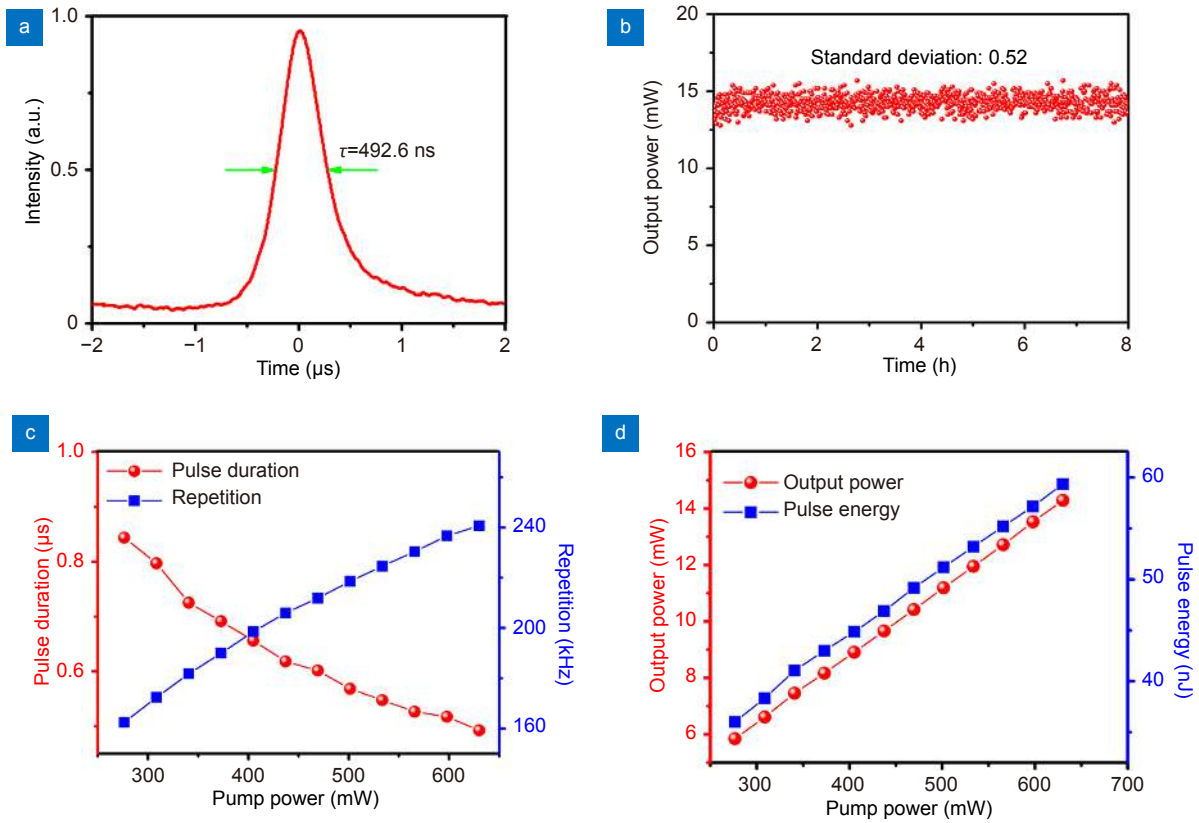 a
1.0
0.5
0
Intensity (a.u.)
τ=492.6 ns
−2
−1
0
1
2
Time (μs)
b
20
15
10
5
0
Output power (mW)
Standard deviation: 0.52
0
2
4
6
8
Time (h)
c
1.0
0.8
0.6
Pulse duration (μs)
Pulse duration
Repetition
240
200
160
Repetition (kHz)
300
400
500
600
Pump power (mW)
d
16
14
12
10
8
6
Output power (mW)
Output power
Pulse energy
60
50
40
Pulse energy (nJ)
300
400
500
600
700
Pump power (mW)